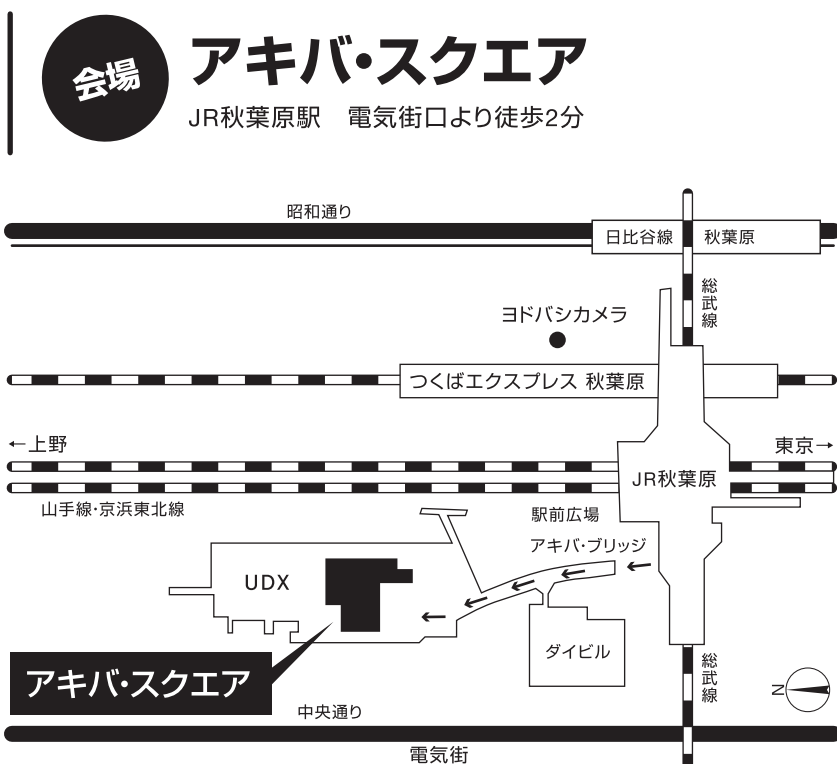 会場
アキバ・スクエア
JR秋葉原駅　電気街口より徒歩2分
昭和通り
日比谷線
秋葉原
総武線
ヨドバシカメラ
つくばエクスプレス 秋葉原
←上野
東京→
JR秋葉原
山手線・京浜東北線
駅前広場
アキバ・ブリッジ
UDX
ダイビル
アキバ・スクエア
総武線
N
中央通り
電気街